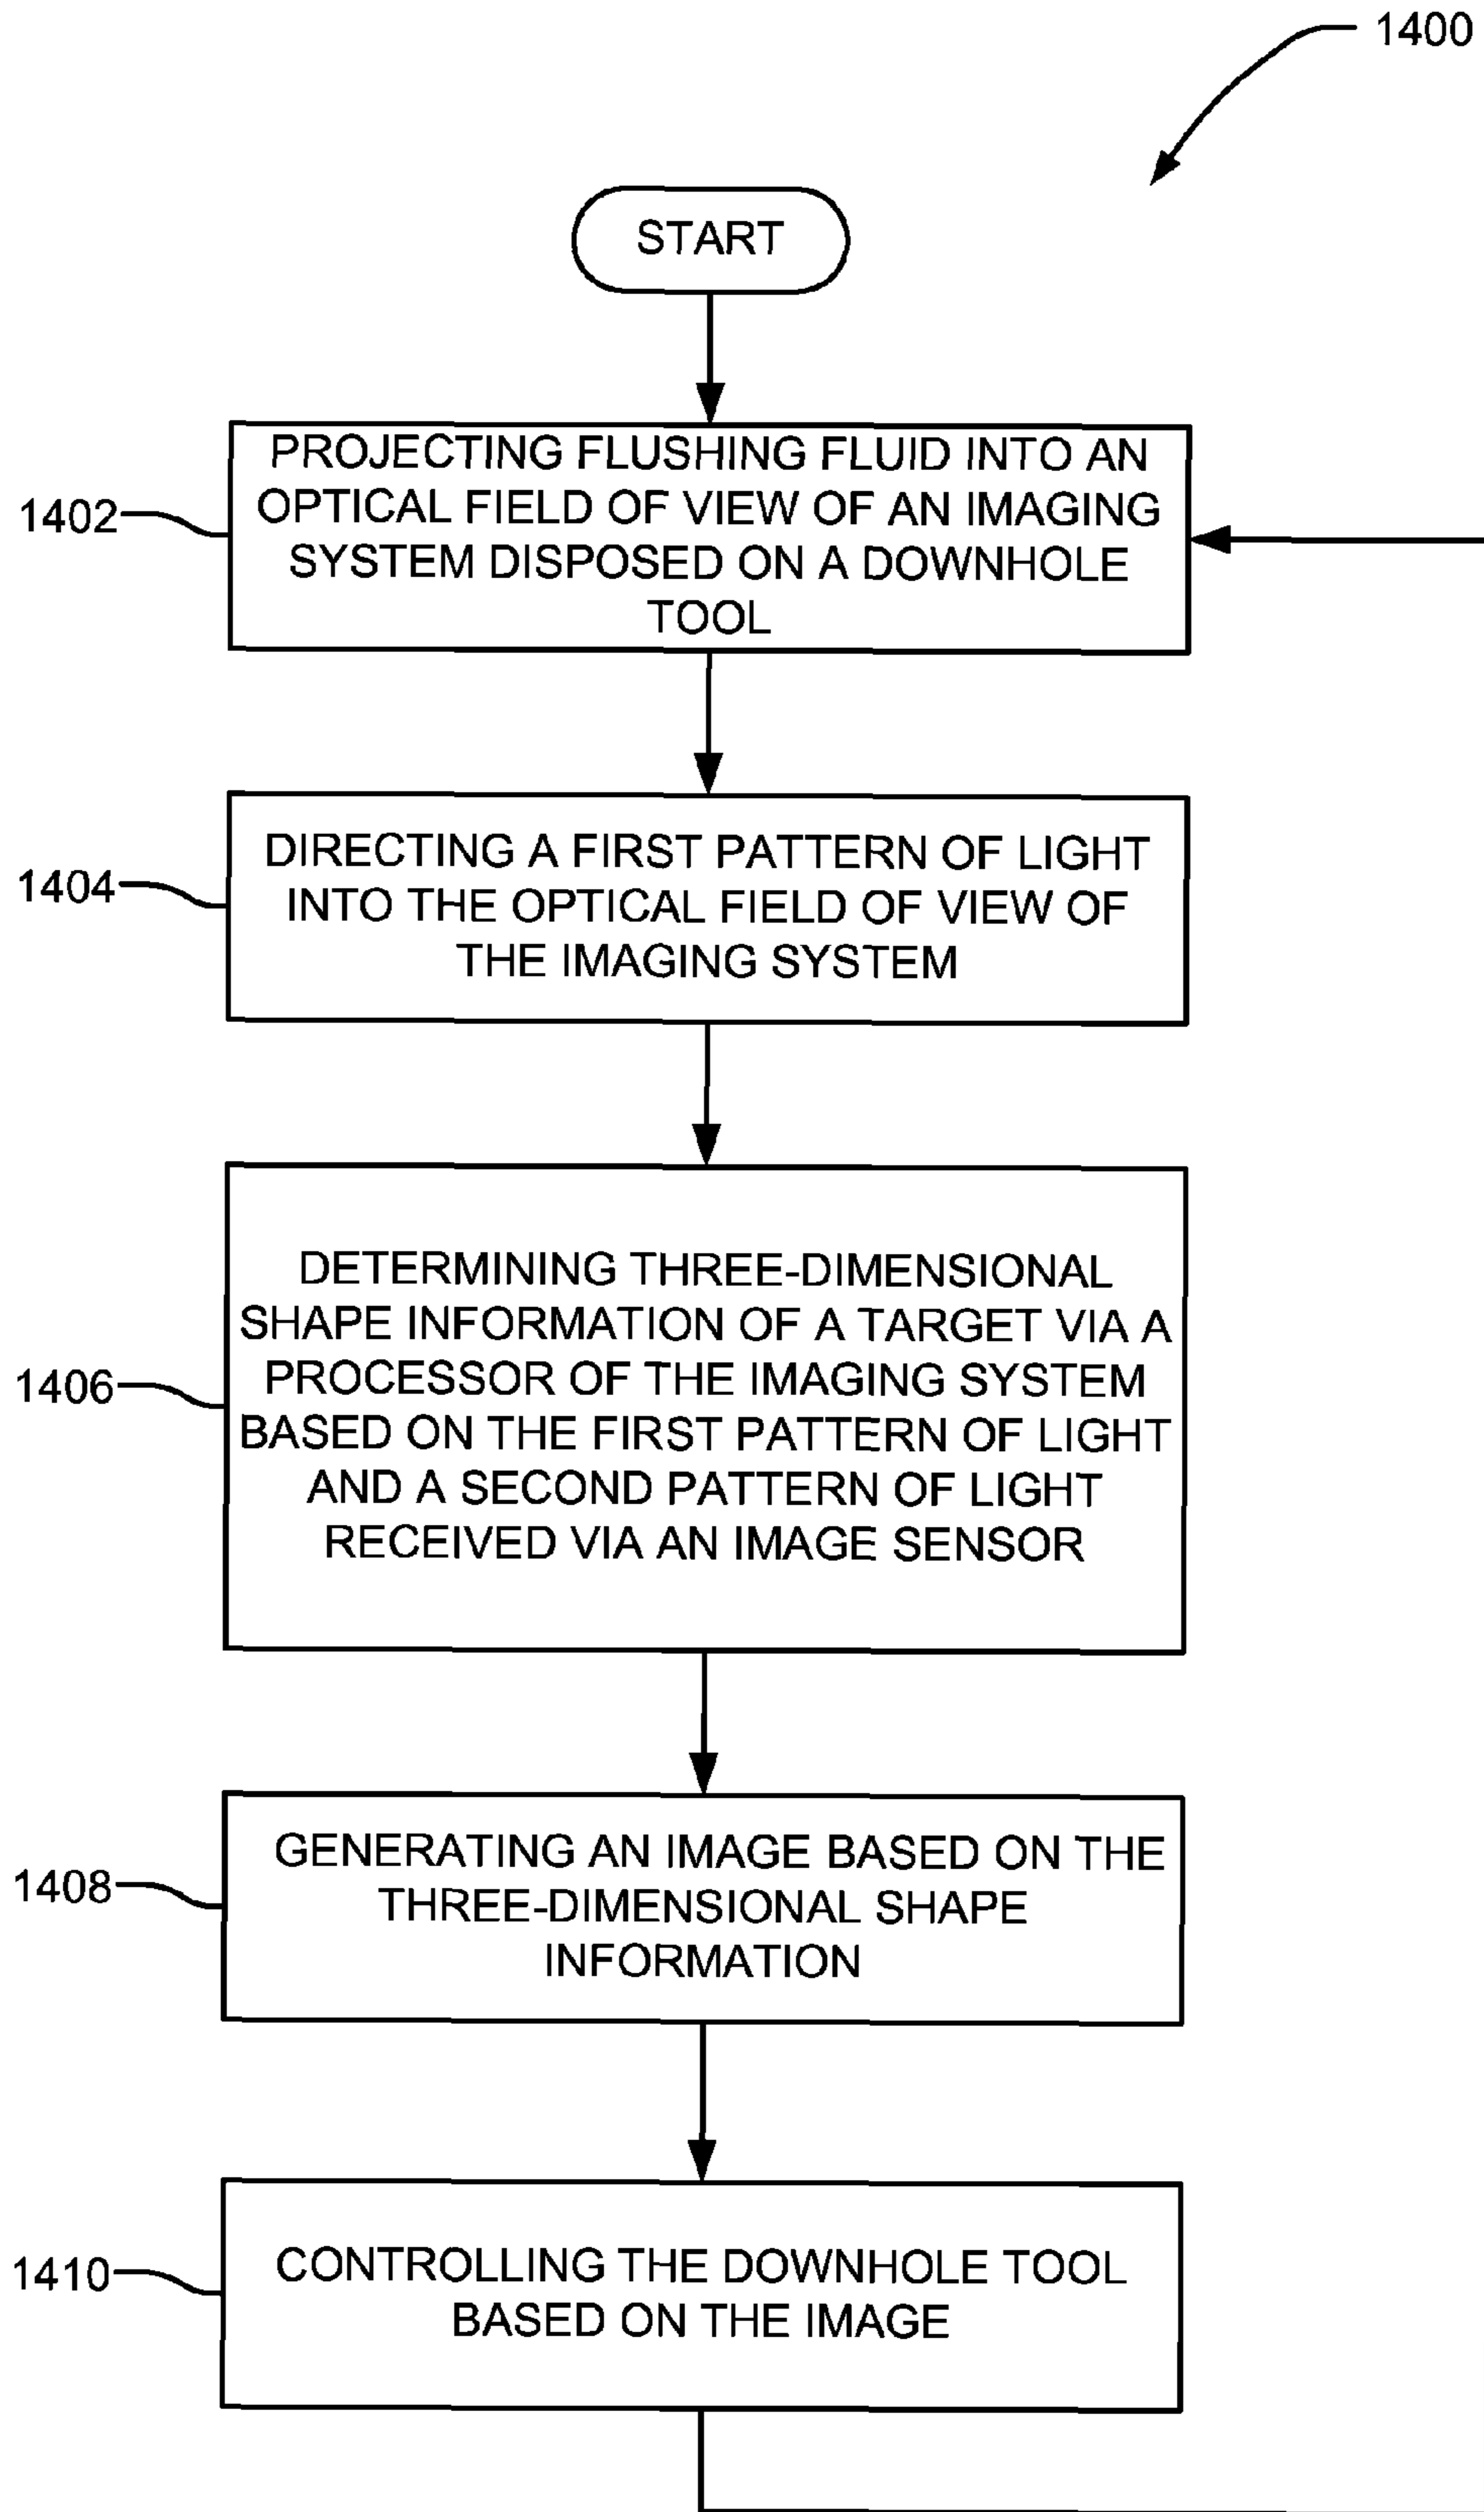 1400
START
1402
PROJECTING FLUSHING FLUID INTO AN
OPTICAL FIELD OF VIEW OF AN IMAGING
SYSTEM DISPOSED ON A DOWNHOLE
TOOL
1404
DIRECTING A FIRST PATTERN OF LIGHT
INTO THE OPTICAL FIELD OF VIEW OF
THE IMAGING SYSTEM
1406
DETERMINING THREE-DIMENSIONAL
SHAPE INFORMATION OF A TARGET VIA A
PROCESSOR OF THE IMAGING SYSTEM
BASED ON THE FIRST PATTERN OF LIGHT
AND A SECOND PATTERN OF LIGHT
RECEIVED VIA AN IMAGE SENSOR
1408
GENERATING AN IMAGE BASED ON THE
THREE-DIMENSIONAL SHAPE
INFORMATION
1410
CONTROLLING THE DOWNHOLE TOOL
BASED ON THE IMAGE